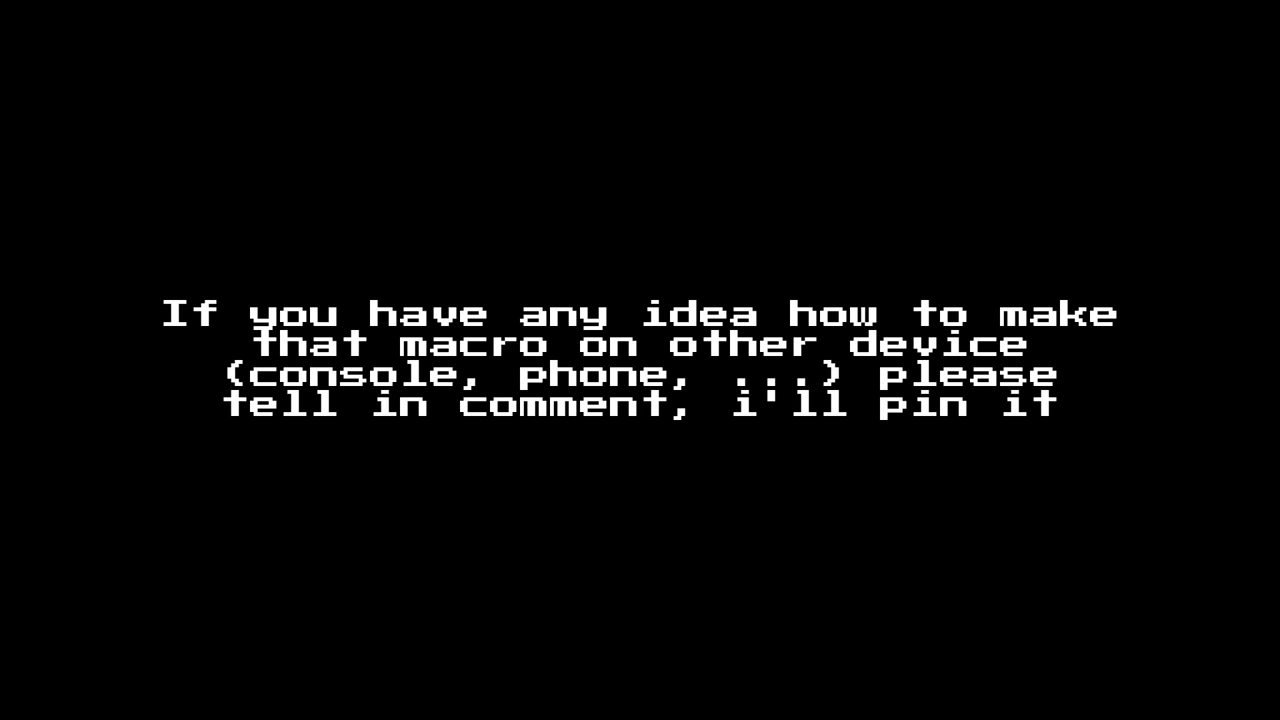 If you have any idea how to make
that macro on other device
(console, phone, ...) please
tell in comment, i'll pin it